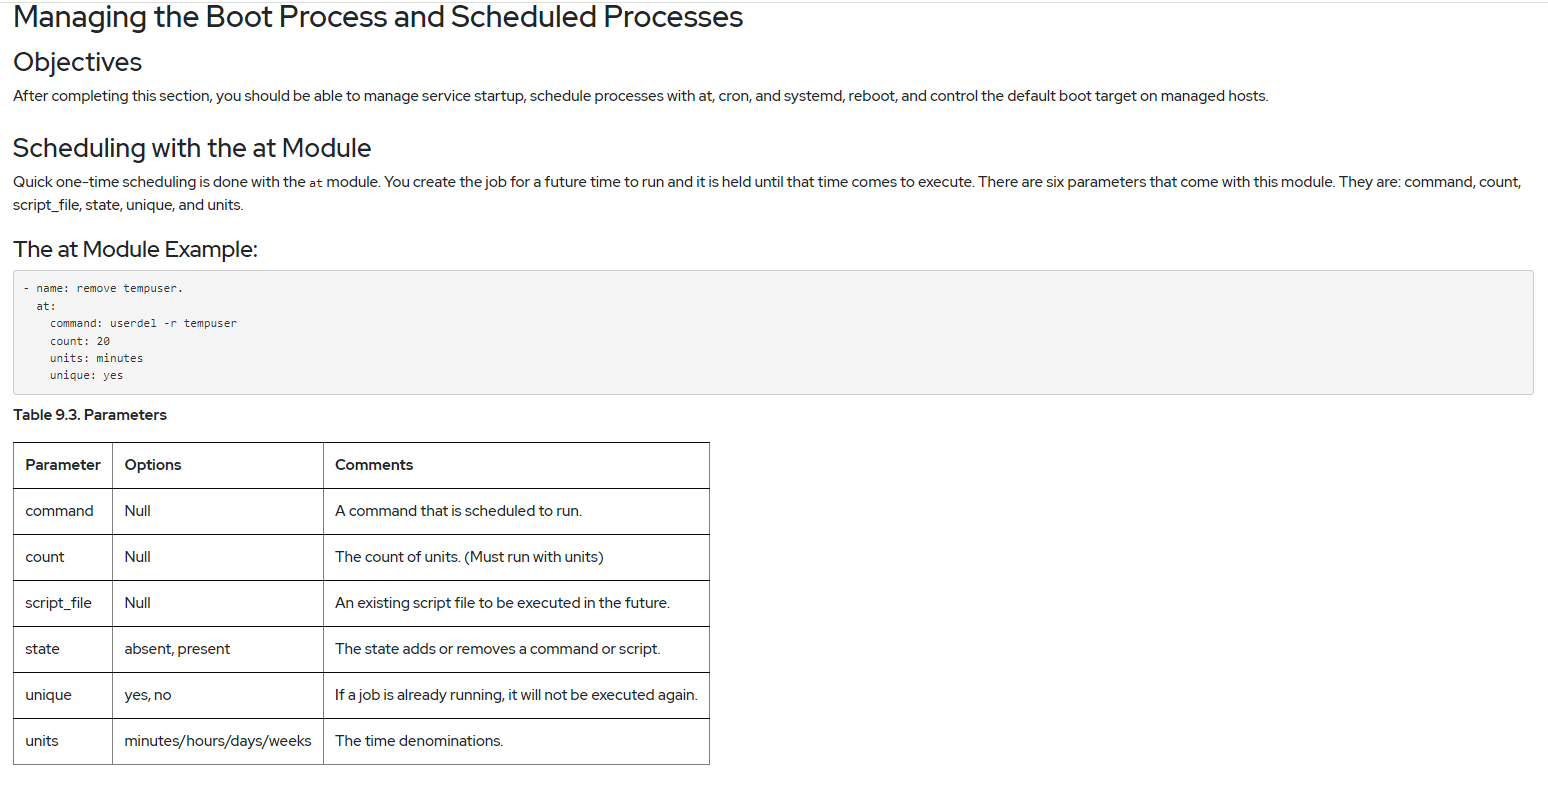 Managing the Boot Process and Scheduled Processes
Objectives
After completing this section, you should be able to manage service startup, schedule processes with at, cron, and systemd, reboot, and control the default boot target on managed hosts.
Scheduling with the at Module
Quick one-time scheduling is done with the at module. You create the job for a future time to run and it is held until that time comes to execute. There are six parameters that come with this module. They are: command, count,
script_file, state, unique, and units.
The at Module Example:
- name: remove tempuser.
  at:
    command: userdel -r tempuser
    count: 20
    units: minutes
    unique: yes
Table 9.3. Parameters
Parameter Options Comments
command Null A command that is scheduled to run.
count Null The count of units. (Must run with units)
script_file Null An existing script file to be executed in the future.
state absent, present The state adds or removes a command or script.
unique yes, no If a job is already running, it will not be executed again.
units minutes/hours/days/weeks The time denominations.